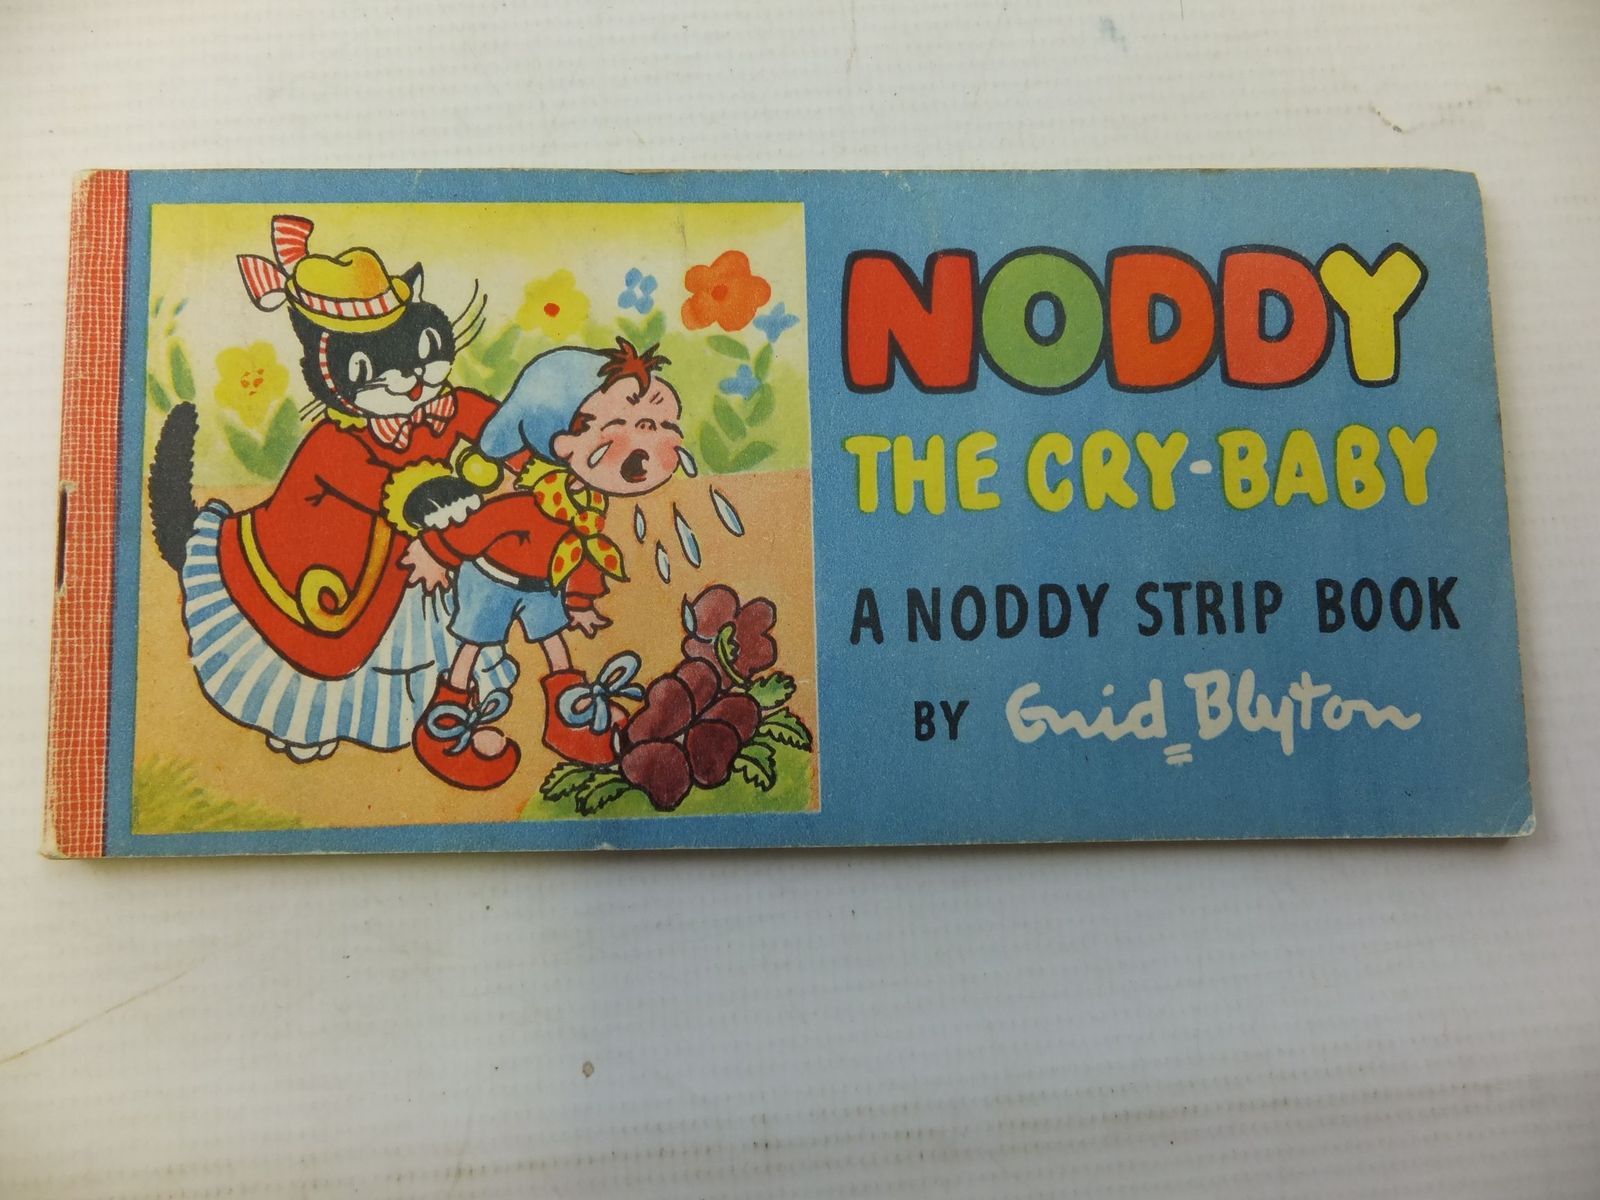 NODDY
THE CRY-BABY
A NODDY STRIP BOOK
BY Enid Blyton